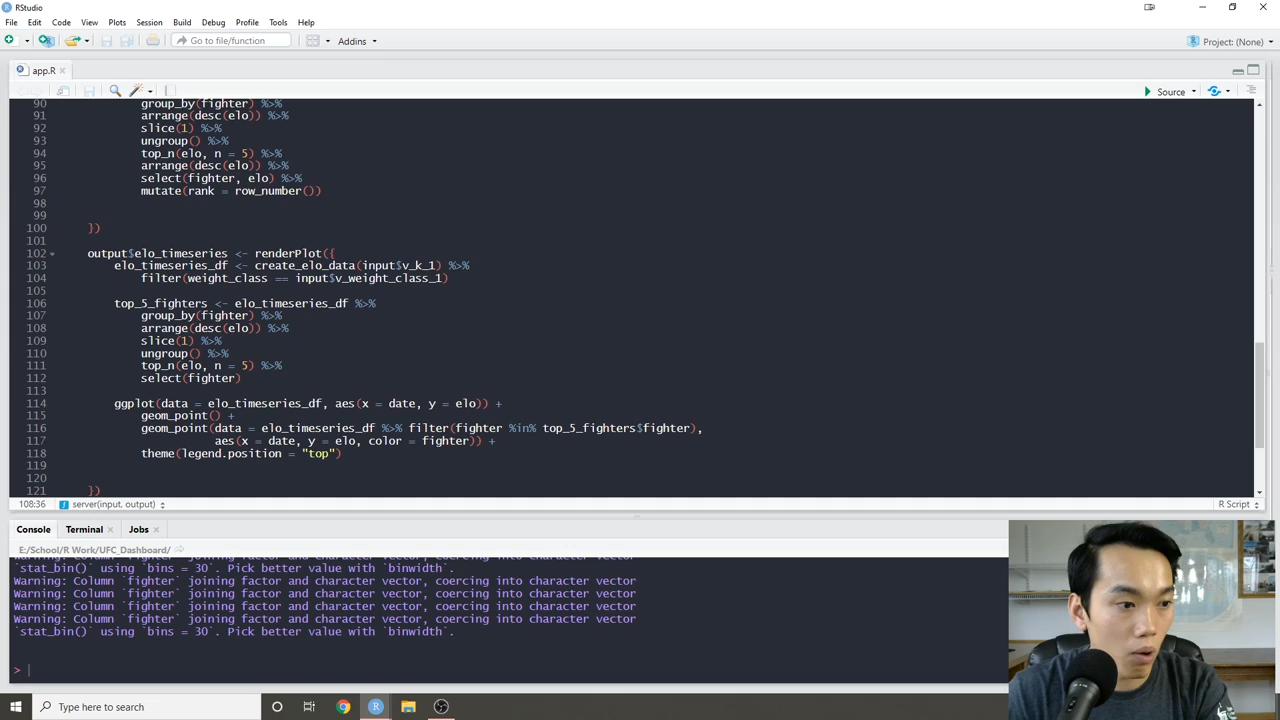 RStudio
File Edit Code View Plots Session Build Debug Profile Tools Help
Go to file/function Addins Project: (None)
app.R
Source
90 group_by(fighter) %>%
91 arrange(desc(elo)) %>%
92 slice(1) %>%
93 ungroup() %>%
94 top_n(elo, n = 5) %>%
95 arrange(desc(elo)) %>%
96 select(fighter, elo) %>%
97 mutate(rank = row_number())
98
99
100 })
101
102 output$elo_timeseries <- renderPlot({
103 elo_timeseries_df <- create_elo_data(input$v_k_1) %>%
104 filter(weight_class == input$v_weight_class_1)
105
106 top_5_fighters <- elo_timeseries_df %>%
107 group_by(fighter) %>%
108 arrange(desc(elo)) %>%
109 slice(1) %>%
110 ungroup() %>%
111 top_n(elo, n = 5) %>%
112 select(fighter)
113
114 ggplot(data = elo_timeseries_df, aes(x = date, y = elo)) +
115 geom_point() +
116 geom_point(data = elo_timeseries_df %>% filter(fighter %in% top_5_fighters$fighter),
117 aes(x = date, y = elo, color = fighter)) +
118 theme(legend.position = "top")
119
120
121 })
108:36 server(input, output) R Script
Console Terminal Jobs
E:/School/R Work/UFC_Dashboard/
Warning: Column `fighter` joining factor and character vector, coercing into character vector
`stat_bin()` using `bins = 30`. Pick better value with `binwidth`.
Warning: Column `fighter` joining factor and character vector, coercing into character vector
Warning: Column `fighter` joining factor and character vector, coercing into character vector
Warning: Column `fighter` joining factor and character vector, coercing into character vector
Warning: Column `fighter` joining factor and character vector, coercing into character vector
`stat_bin()` using `bins = 30`. Pick better value with `binwidth`.
>
Type here to search